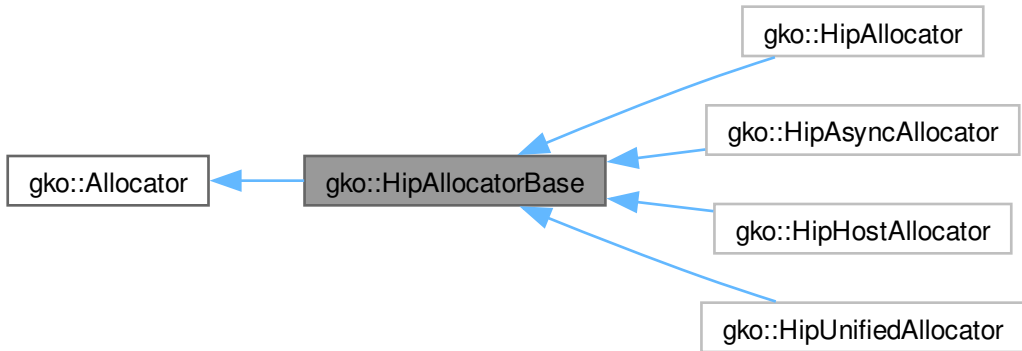 gko::Allocator
gko::HipAllocatorBase
gko::HipAllocator
gko::HipAsyncAllocator
gko::HipHostAllocator
gko::HipUnifiedAllocator